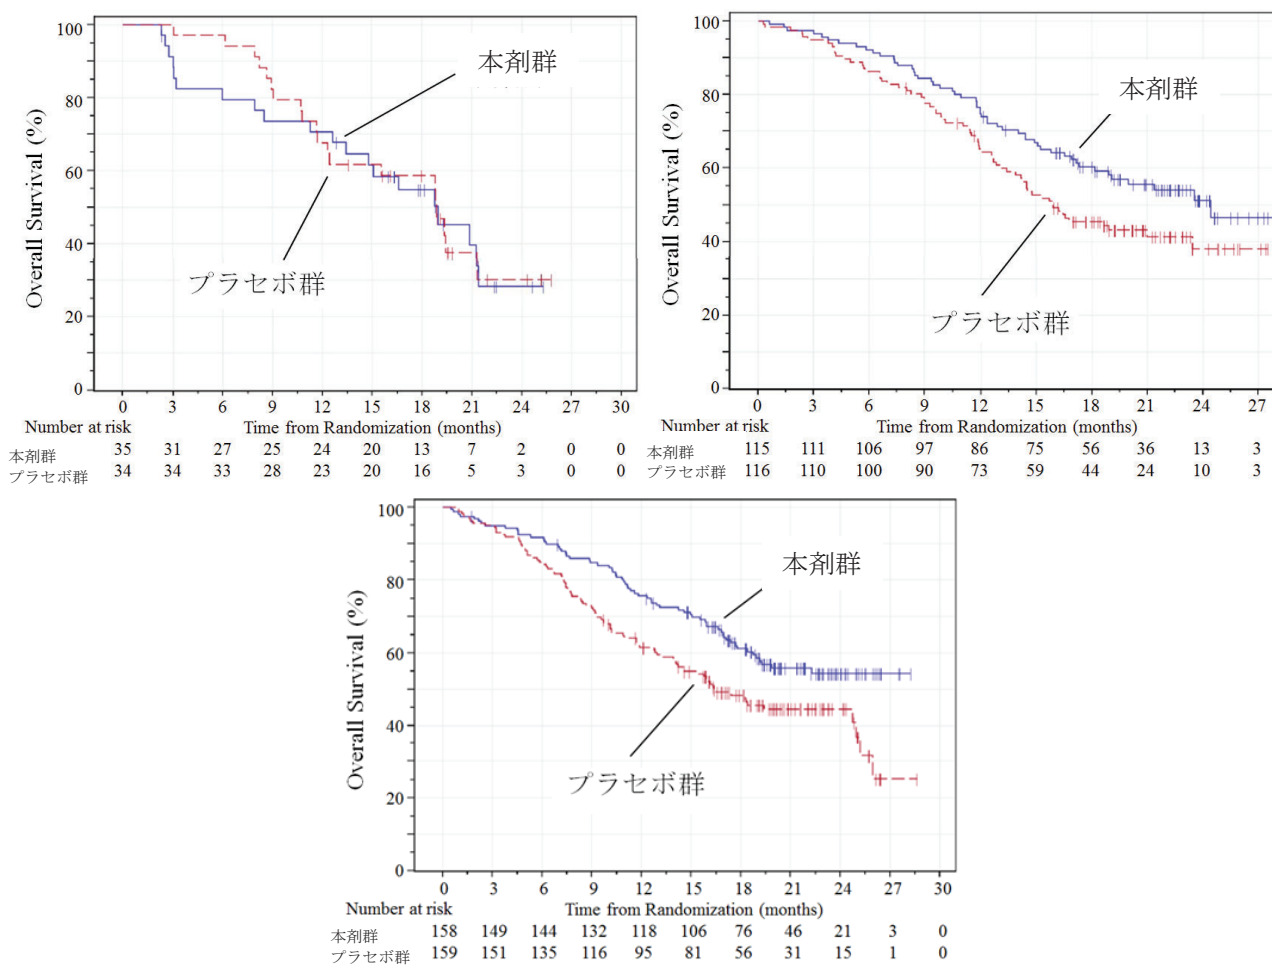 Overall Survival (%)
100
80
60
40
20
0
本剤群
プラセボ群
0 3 6 9 12 15 18 21 24 27 30
Number at risk Time from Randomization (months)
本剤群 35 31 27 25 24 20 13 7 2 0 0
プラセボ群 34 34 33 28 23 20 16 5 3 0 0
Overall Survival (%)
100
80
60
40
20
0
本剤群
プラセボ群
0 3 6 9 12 15 18 21 24 27
Number at risk Time from Randomization (months)
本剤群 115 111 106 97 86 75 56 36 13 3
プラセボ群 116 110 100 90 73 59 44 24 10 3
Overall Survival (%)
100
80
60
40
20
0
本剤群
プラセボ群
0 3 6 9 12 15 18 21 24 27 30
Number at risk Time from Randomization (months)
本剤群 158 149 144 132 118 106 76 46 21 3 0
プラセボ群 159 151 135 116 95 81 56 31 15 1 0